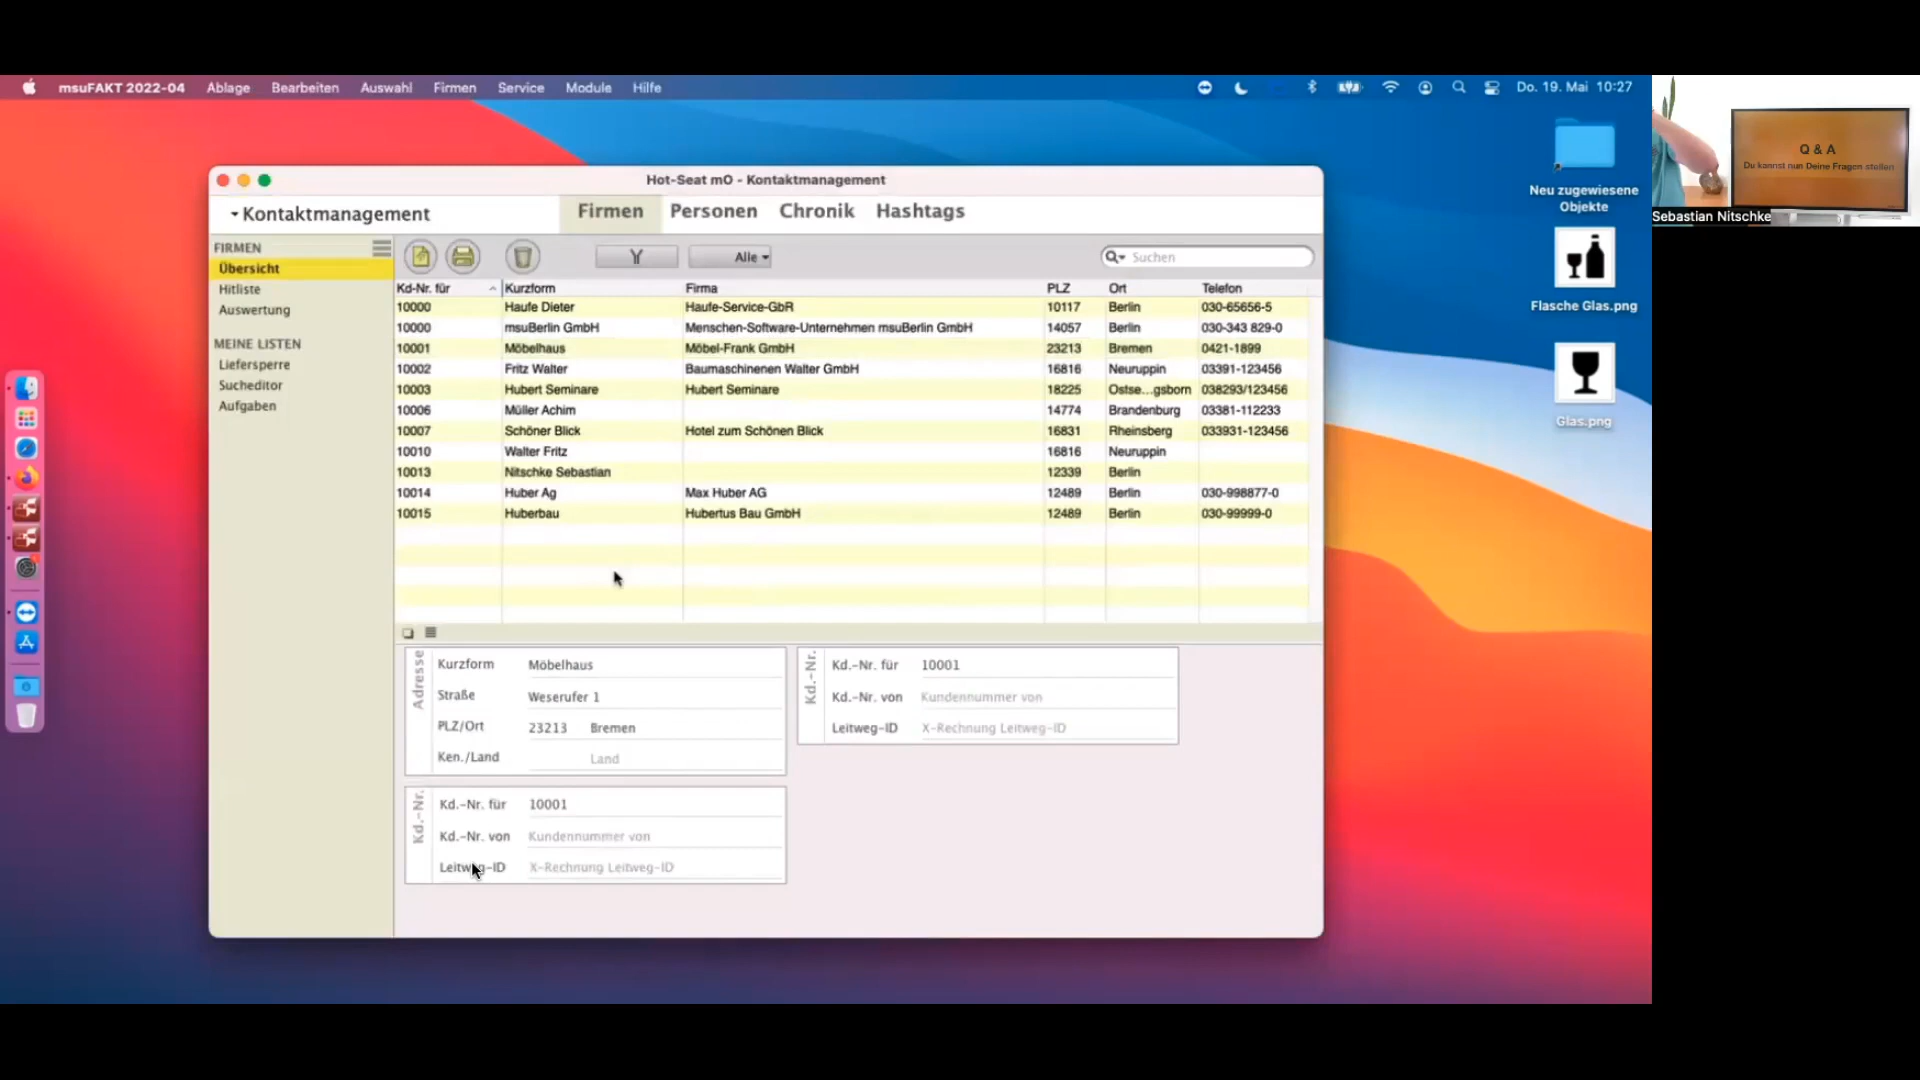 msuFAKT 2022-04 Ablage Bearbeiten Auswahl Firmen Service Module Hilfe
Do. 19. Mai 10:27
Hot-Seat mO - Kontaktmanagement
Kontaktmanagement
Firmen Personen Chronik Hashtags
FIRMEN
Übersicht
Hitliste
Auswertung
MEINE LISTEN
Liefersperre
Sucheditor
Aufgaben
Alle
Suchen
Kd-Nr. für Kurzform Firma PLZ Ort Telefon
10000 Haufe Dieter Haufe-Service-GbR 10117 Berlin 030-65656-5
10000 msuBerlin GmbH Menschen-Software-Unternehmen msuBerlin GmbH 14057 Berlin 030-343 829-0
10001 Möbelhaus Möbel-Frank GmbH 23213 Bremen 0421-1899
10002 Fritz Walter Baumaschinenen Walter GmbH 16816 Neuruppin 03391-123456
10003 Hubert Seminare Hubert Seminare 18225 Ostse...gsborn 038293/123456
10006 Müller Achim 14774 Brandenburg 03381-112233
10007 Schöner Blick Hotel zum Schönen Blick 16831 Rheinsberg 033931-123456
10010 Walter Fritz 16816 Neuruppin
10013 Nitschke Sebastian 12339 Berlin
10014 Huber Ag Max Huber AG 12489 Berlin 030-998877-0
10015 Huberbau Hubertus Bau GmbH 12489 Berlin 030-99999-0
Adresse
Kurzform Möbelhaus
Straße Weserufer 1
PLZ/Ort 23213 Bremen
Ken./Land Land
Kd.-Nr.
Kd.-Nr. für 10001
Kd.-Nr. von Kundennummer von
Leitweg-ID X-Rechnung Leitweg-ID
Kd.-Nr.
Kd.-Nr. für 10001
Kd.-Nr. von Kundennummer von
Leitweg-ID X-Rechnung Leitweg-ID
Neu zugewiesene
Objekte
Flasche Glas.png
Glas.png
Q & A
Du kannst nun Deine Fragen stellen
Sebastian Nitschke